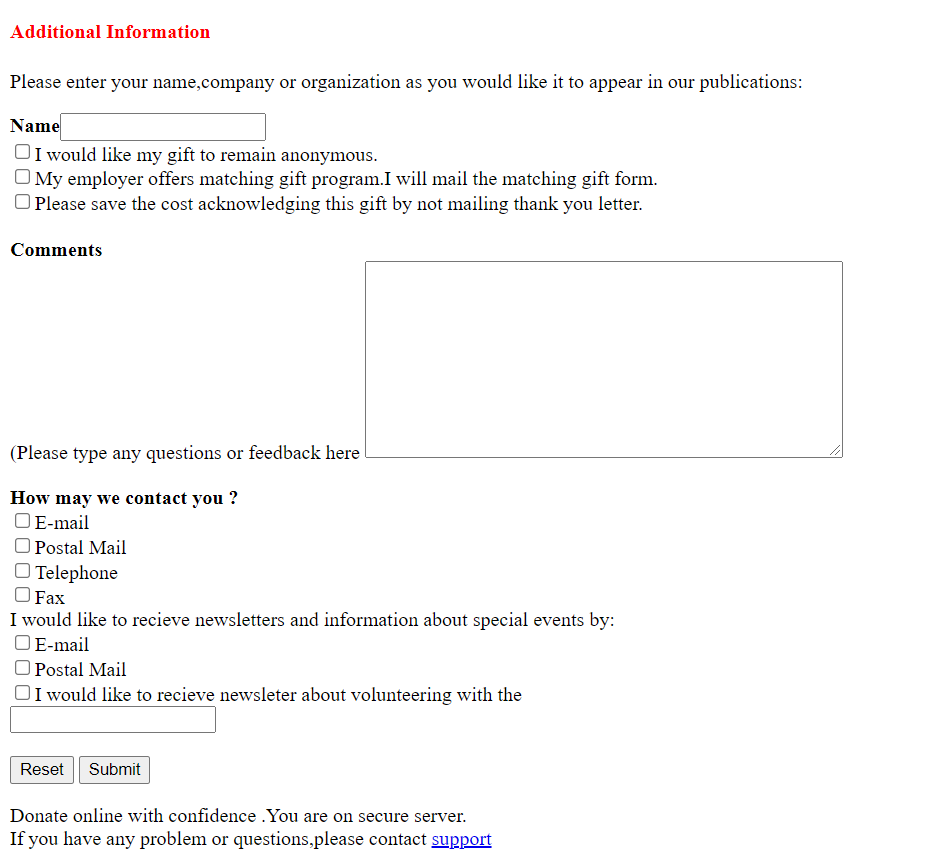 Additional Information
Please enter your name,company or organization as you would like it to appear in our publications:
Name
I would like my gift to remain anonymous.
My employer offers matching gift program.I will mail the matching gift form.
Please save the cost acknowledging this gift by not mailing thank you letter.
Comments
(Please type any questions or feedback here
How may we contact you ?
E-mail
Postal Mail
Telephone
Fax
I would like to recieve newsletters and information about special events by:
E-mail
Postal Mail
I would like to recieve newsleter about volunteering with the
Reset Submit
Donate online with confidence .You are on secure server.
If you have any problem or questions,please contact support